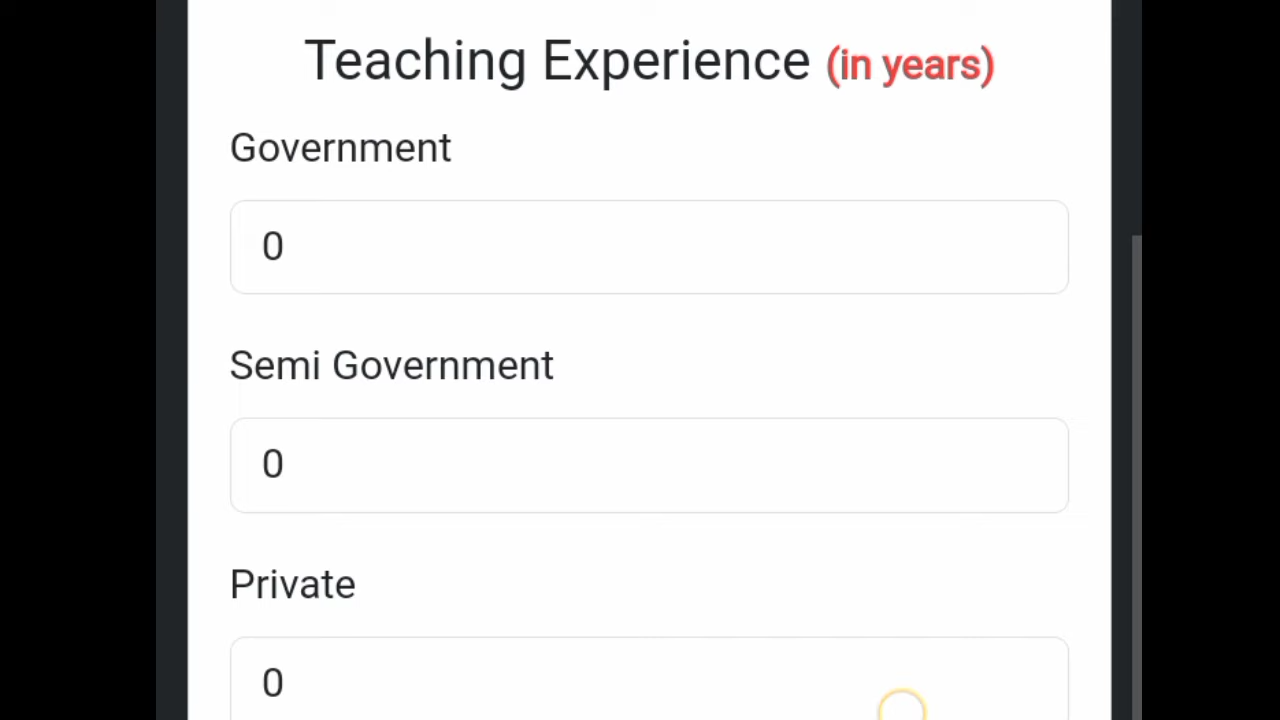 Teaching Experience (in years)
Government
0
Semi Government
0
Private
0